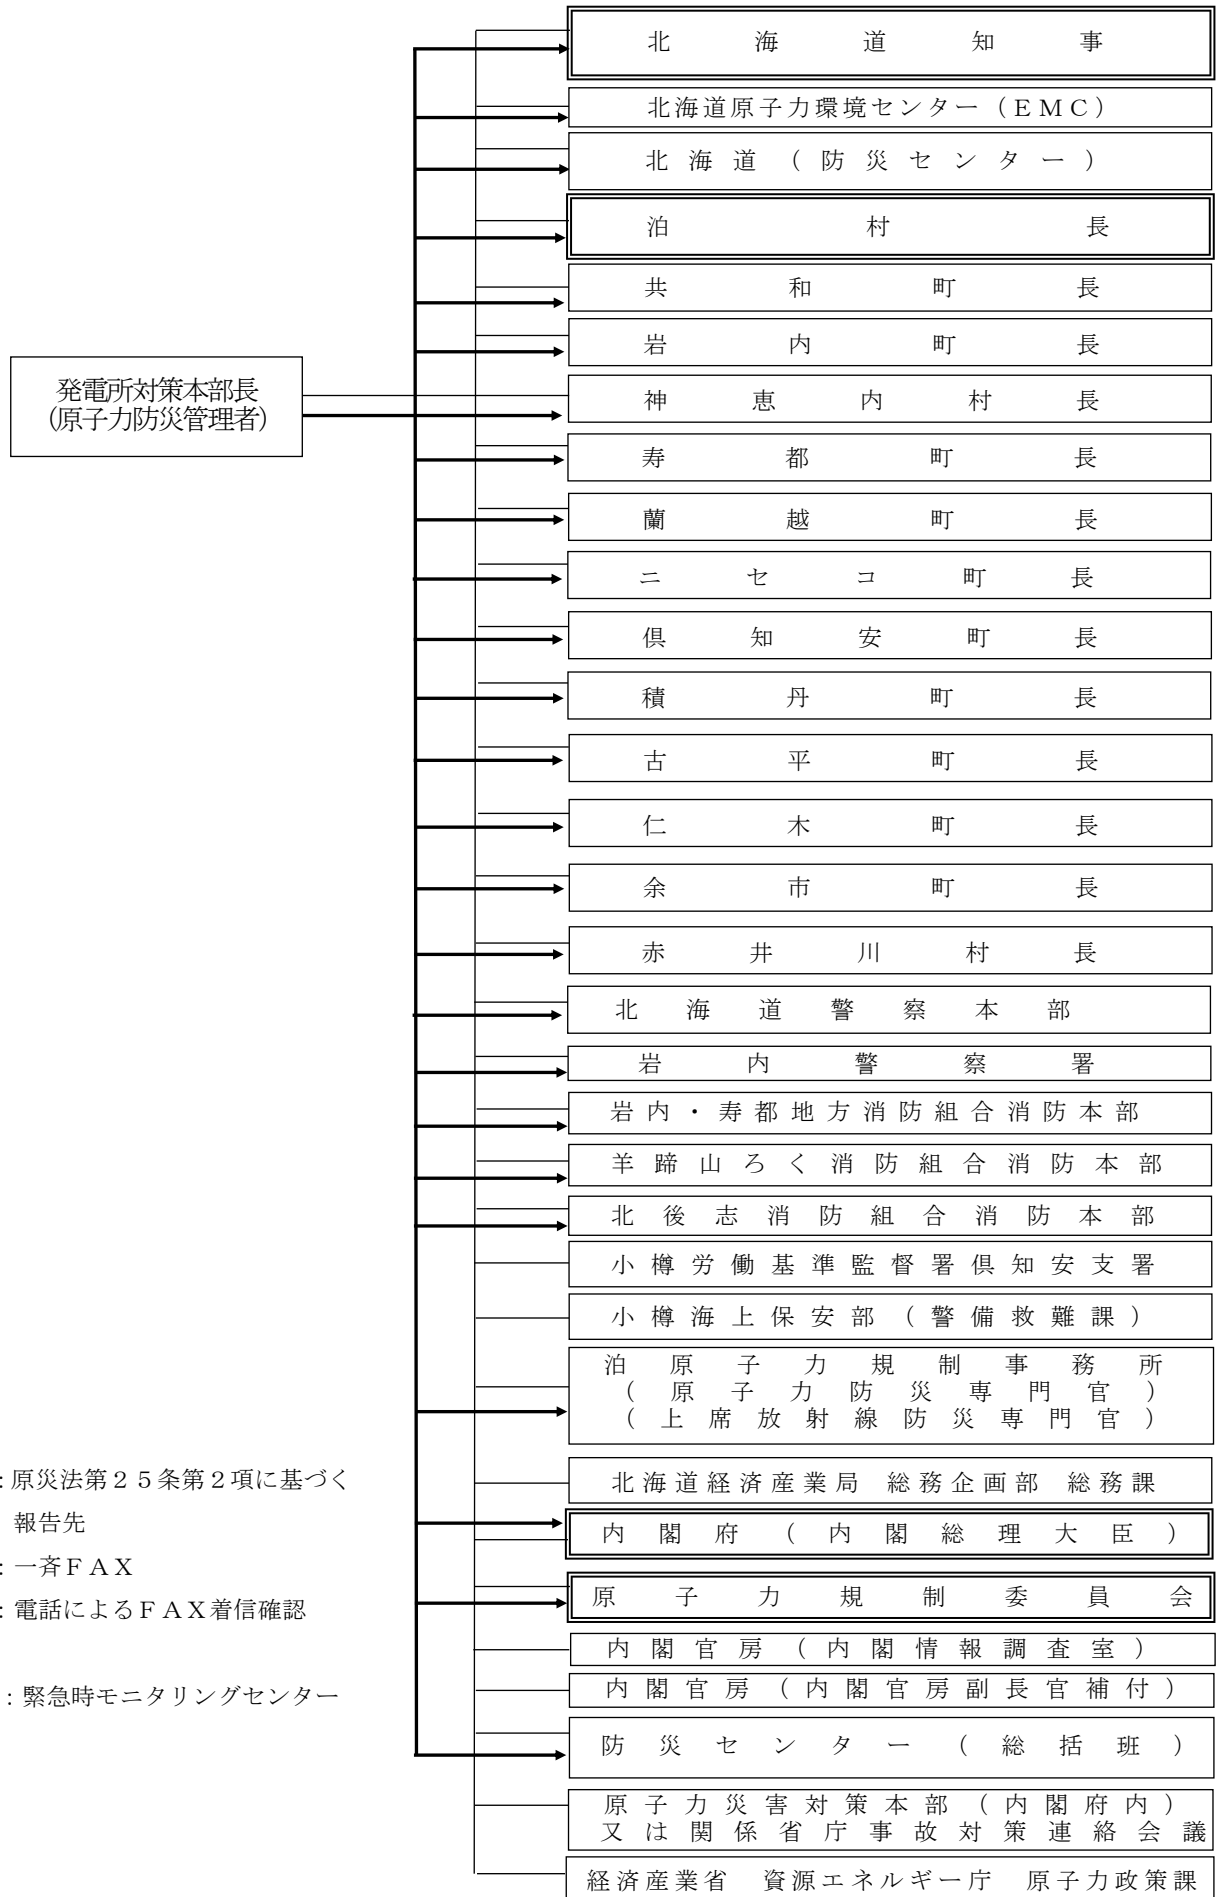 北海道知事
北海道原子力環境センター（ＥＭＣ）
北海道（防災センター）
泊村長
共和町長
岩内町長
発電所対策本部長
(原子力防災管理者)
神恵内村長
寿都町長
蘭越町長
ニセコ町長
倶知安町長
積丹町長
古平町長
仁木町長
余市町長
赤井川村長
北海道警察本部
岩内警察署
岩内・寿都地方消防組合消防本部
羊蹄山ろく消防組合消防本部
北後志消防組合消防本部
小樽労働基準監督署倶知安支署
小樽海上保安部（警備救難課）
泊原子力規制事務所
（原子力防災専門官）
（上席放射線防災専門官）
北海道経済産業局　総務企画部　総務課
内閣府（内閣総理大臣）
原子力規制委員会
内閣官房（内閣情報調査室）
内閣官房（内閣官房副長官補付）
防災センター（総括班）
原子力災害対策本部（内閣府内）
又は関係省庁事故対策連絡会議
経済産業省　資源エネルギー庁　原子力政策課
：原災法第２５条第２項に基づく
報告先
：一斉ＦＡＸ
：電話によるＦＡＸ着信確認
：緊急時モニタリングセンター